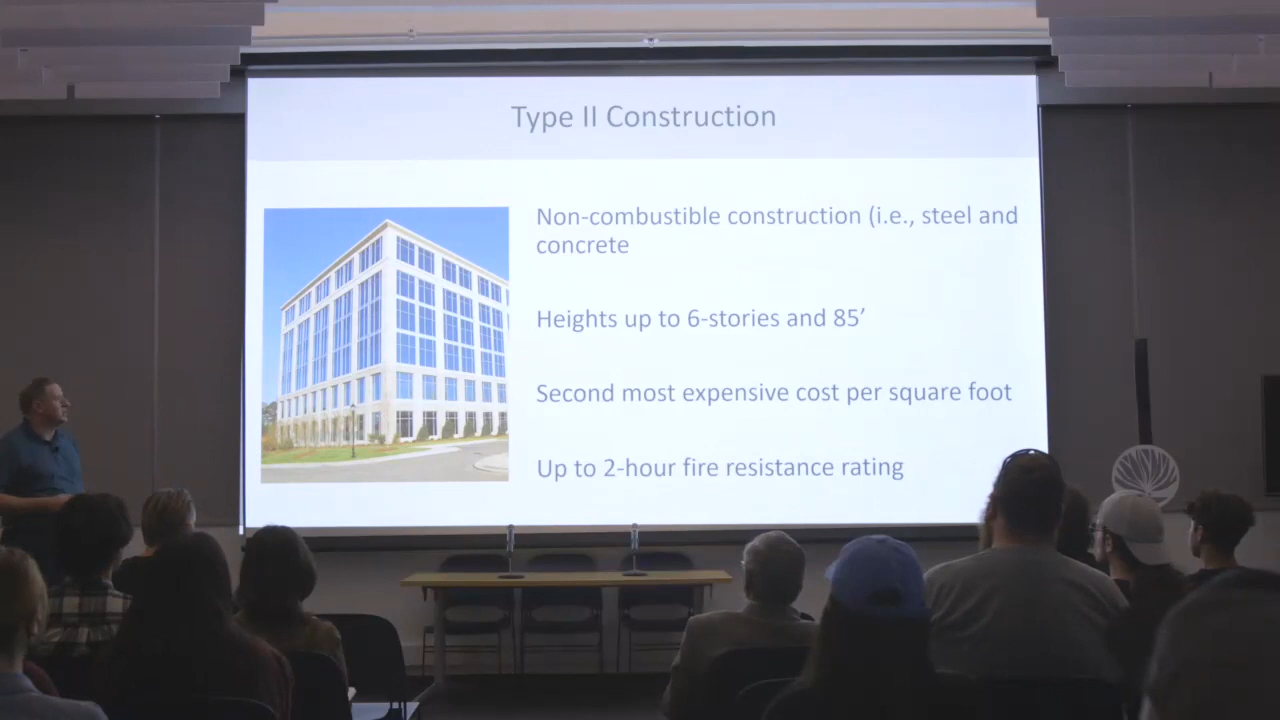 Type II Construction
Non-combustible construction (i.e., steel and
concrete
Heights up to 6-stories and 85′
Second most expensive cost per square foot
Up to 2-hour fire resistance rating